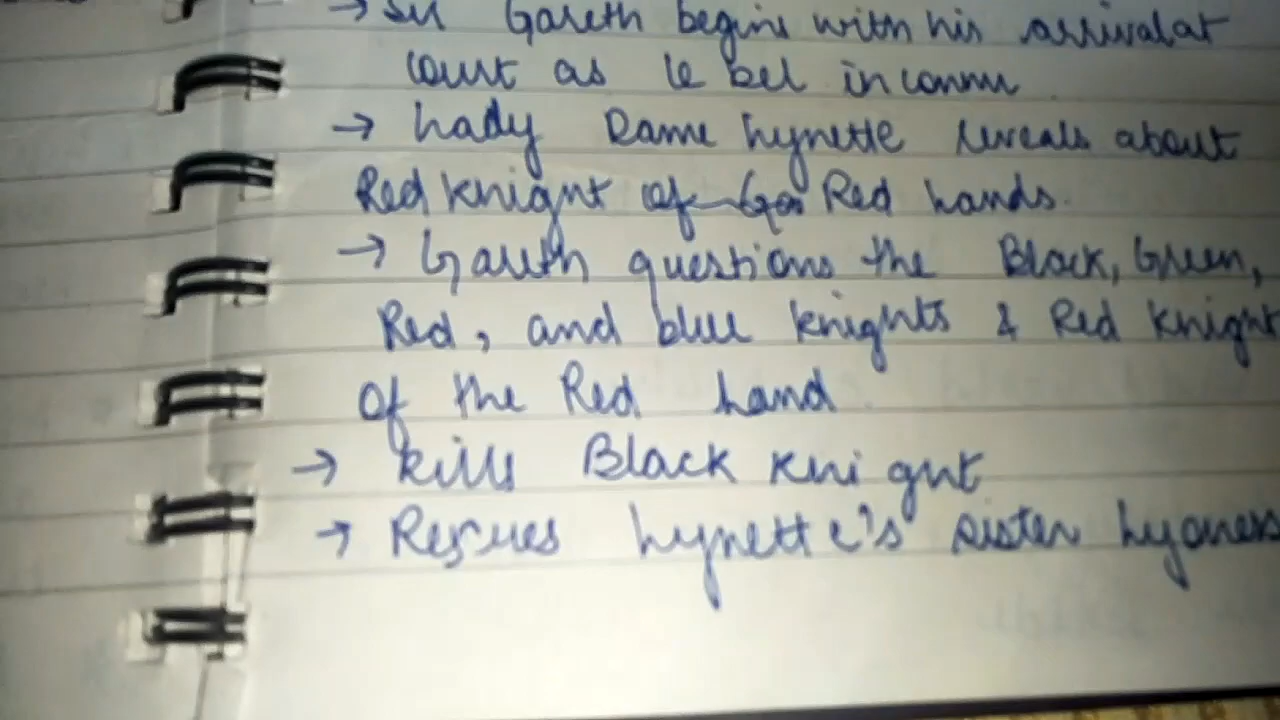 → Sir Gareth begins with his arrival at
court as le bel inconnu
→ Lady Dame Lynette reveals about
Red Knight of Red hands.
→ Gareth questions the Black, Green,
Red, and blue knights & Red Knight
of the Red hand
→ kills Black Knight
→ Rescues Lynette's sister Lyoness